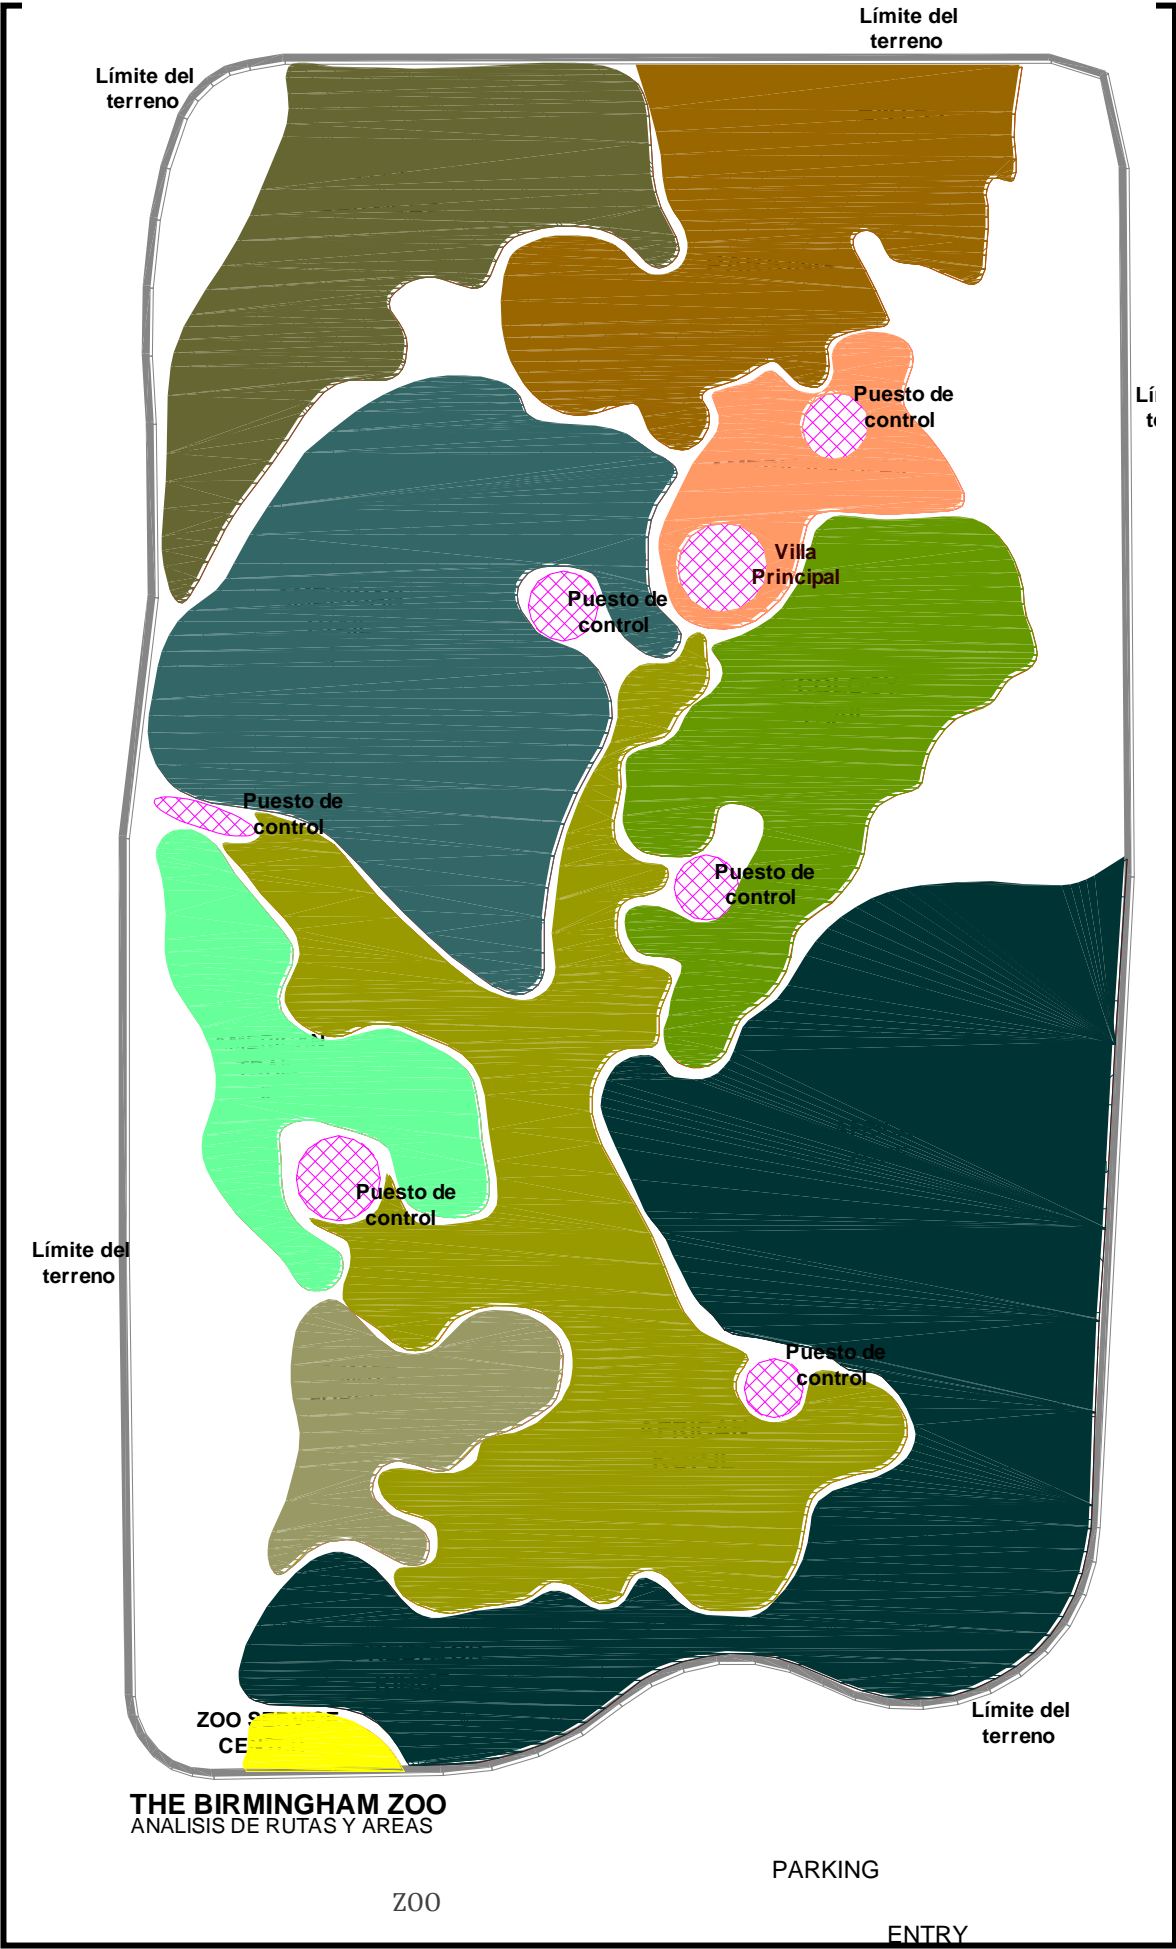 Límite del
terreno
Límite del
terreno
Puesto de
control
Villa
Principal
Puesto de
control
Puesto de
control
Puesto de
control
Puesto de
control
Límite del
terreno
Puesto de
control
Límite del
terreno
ZOO
THE BIRMINGHAM ZOO
ANALISIS DE RUTAS Y AREAS
PARKING
ZOO
ENTRY